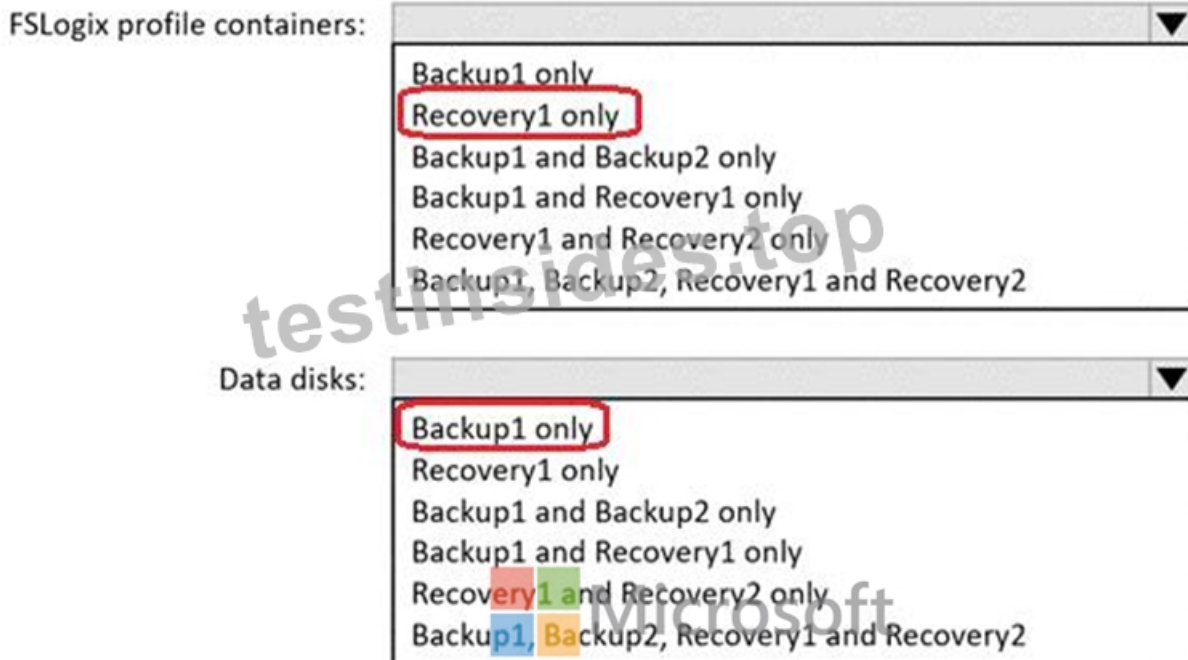 FSLogix profile containers:
Backup1 only
Recovery1 only
Backup1 and Backup2 only
Backup1 and Recovery1 only
Recovery1 and Recovery2 only
Backup1, Backup2, Recovery1 and Recovery2
testinsides.top
Data disks:
Backup1 only
Recovery1 only
Backup1 and Backup2 only
Backup1 and Recovery1 only
Recovery1 and Recovery2 only
Microsoft
Backup1, Backup2, Recovery1 and Recovery2